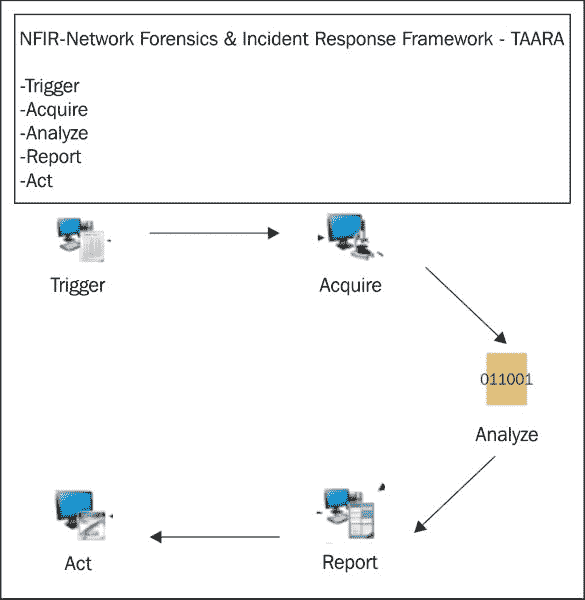 NFIR-Network Forensics & Incident Response Framework - TAARA
-Trigger
-Acquire
-Analyze
-Report
-Act
Trigger
Acquire
011001
Analyze
Act
Report